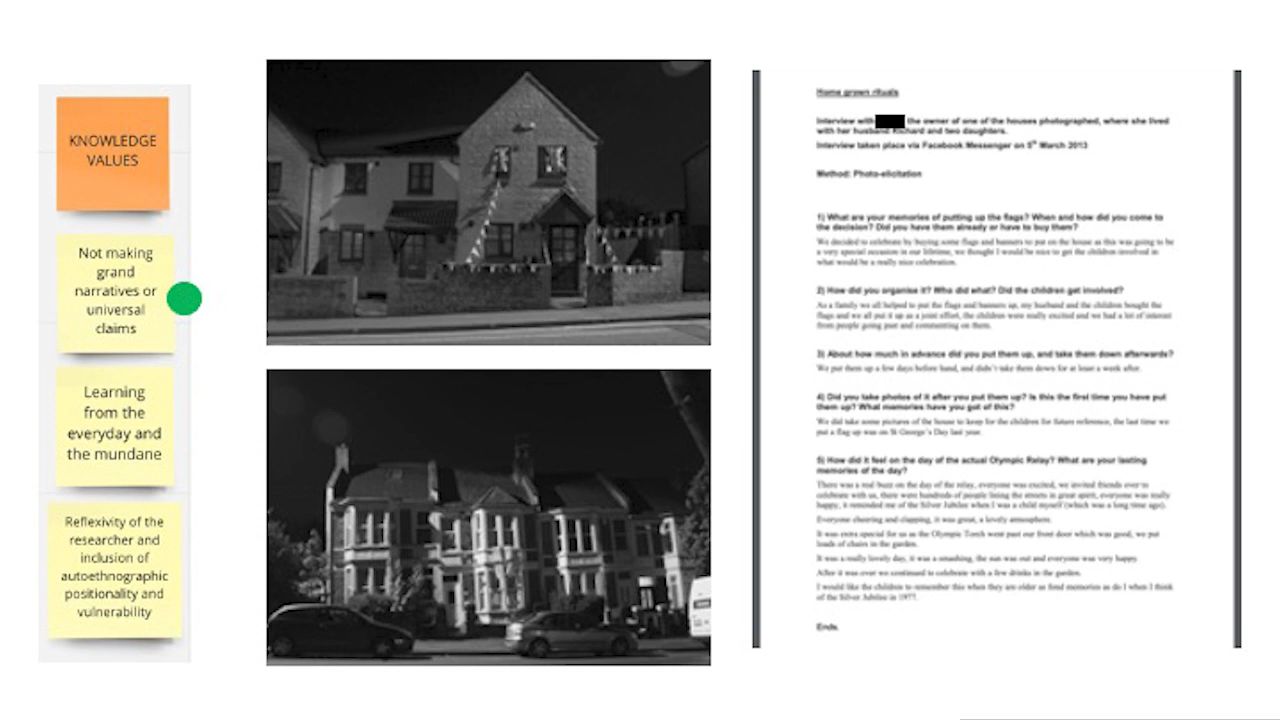 KNOWLEDGE
VALUES
Not making
grand
narratives or
universal
claims
Learning
from the
everyday and
the mundane
Reflexivity of the
researcher and
inclusion of
autoethnographic
positionality and
vulnerability
Home grown rituals
Interview with the owner of one of the houses photographed, where she lived
with her husband Richard and two daughters.
Interview taken place via Facebook Messenger on 5th March 2013
Method: Photo-elicitation
1) What are your memories of putting up the flags? When and how did you come to
the decision? Did you have them already or have to buy them?
We decided to celebrate by buying some flags and banners to put on the house as this was going to be
a very special occasion in our lifetime, we thought I would be nice to get the children involved in
what would be a really nice celebration.
2) How did you organise it? Who did what? Did the children get involved?
As a family we all helped to put the flags and banners up, my husband and the children bought the
flags and we all put it up as a joint effort, the children were really excited and we had a lot of interest
from people going past and commenting on them.
3) About how much in advance did you put them up, and take them down afterwards?
We put them up a few days before hand, and didn't take them down for at least a week after.
4) Did you take photos of it after you put them up? Is this the first time you have put
them up? What memories have you got of this?
We did take some pictures of the house to keep for the children for future reference, the last time we
put a flag up was on St George's Day last year.
5) How did it feel on the day of the actual Olympic Relay? What are your lasting
memories of the day?
There was a real buzz on the day of the relay, everyone was excited, we invited friends over to
celebrate with us, there were hundreds of people lining the streets in great spirit, everyone was really
happy, it reminded me of the Silver Jubilee when I was a child myself (which was a long time ago).
Everyone cheering and clapping, it was great, a lovely atmosphere.
It was extra special for us as the Olympic Torch went past our front door which was good, we put
loads of chairs in the garden.
It was a really lovely day, it was a smashing, the sun was out and everyone was very happy.
After it was over we continued to celebrate with a few drinks in the garden.
I would like the children to remember this when they are older as fond memories as do I when I think
of the Silver Jubilee in 1977.
Ends.